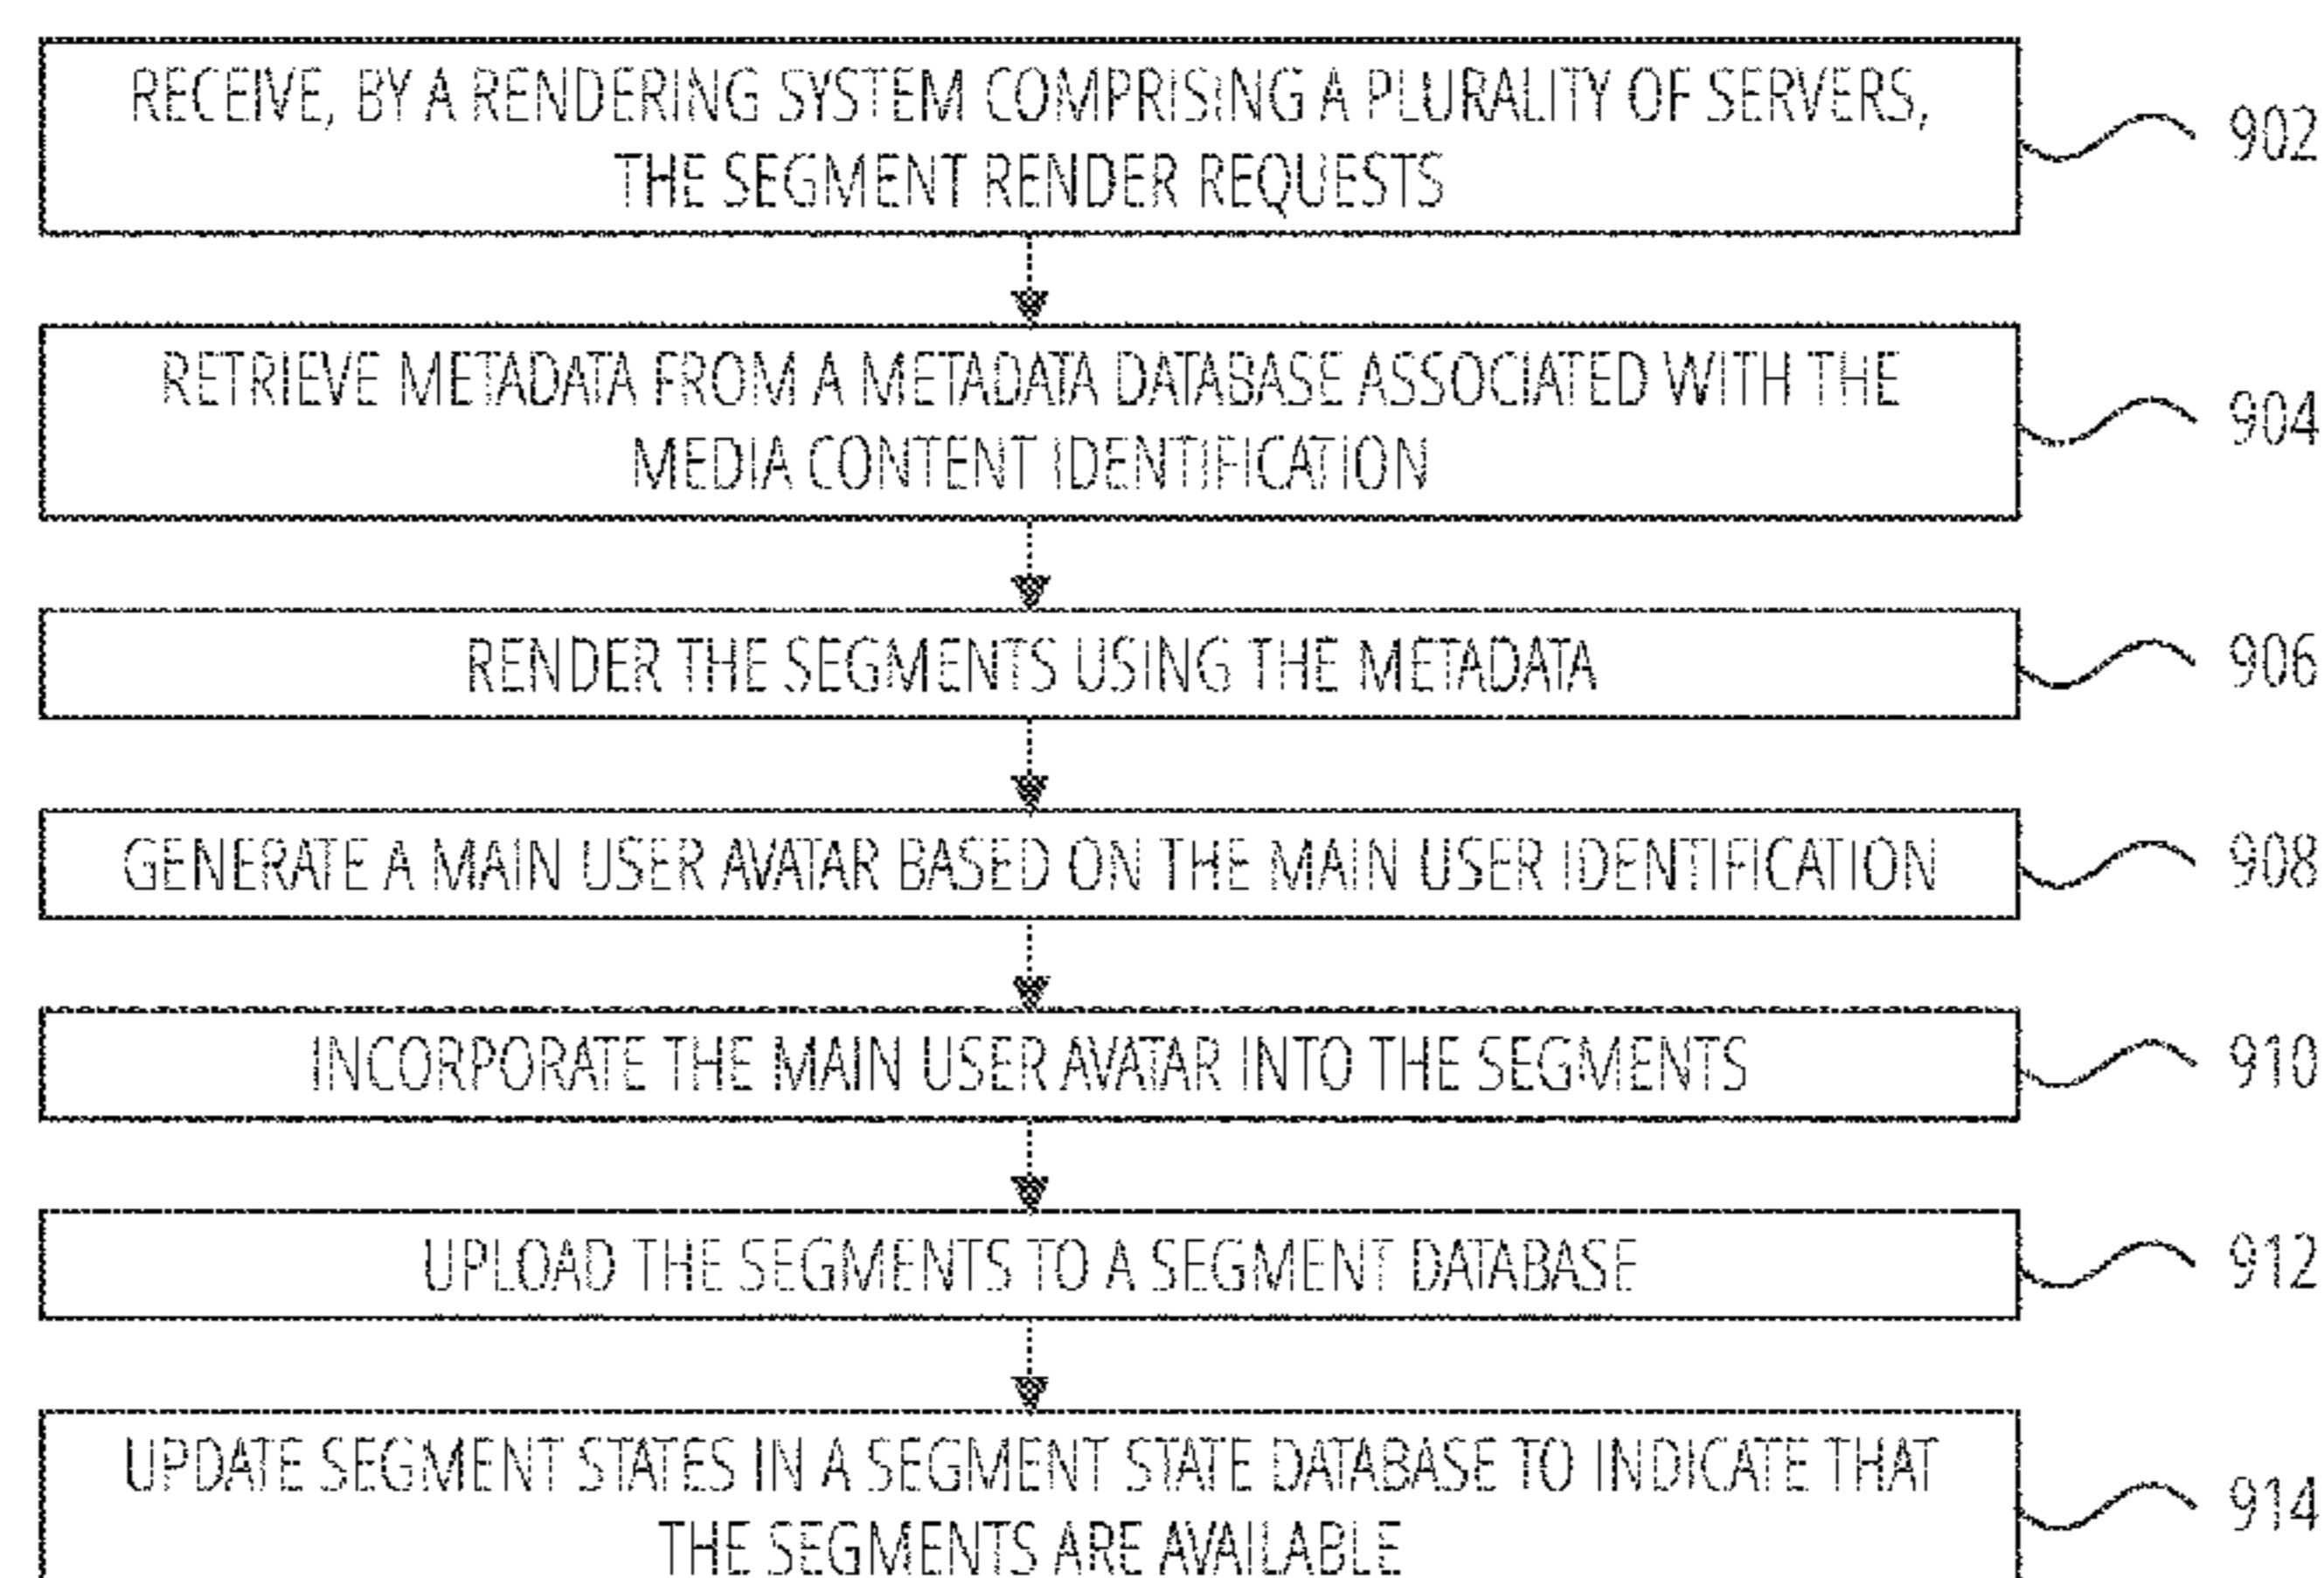 RECEIVE, BY A RENDERING SYSTEM COMPRISING A PLURALITY OF SERVERS,
THE SEGMENT RENDER REQUESTS
902
RETRIEVE METADATA FROM A METADATA DATABASE ASSOCIATED WITH THE
MEDIA CONTENT IDENTIFICATION
904
RENDER THE SEGMENTS USING THE METADATA
906
GENERATE A MAIN USER AVATAR BASED ON THE MAIN USER IDENTIFICATION
908
INCORPORATE THE MAIN USER AVATAR INTO THE SEGMENTS
910
UPLOAD THE SEGMENTS TO A SEGMENT DATABASE
912
UPDATE SEGMENT STATES IN A SEGMENT STATE DATABASE TO INDICATE THAT
THE SEGMENTS ARE AVAILABLE
914